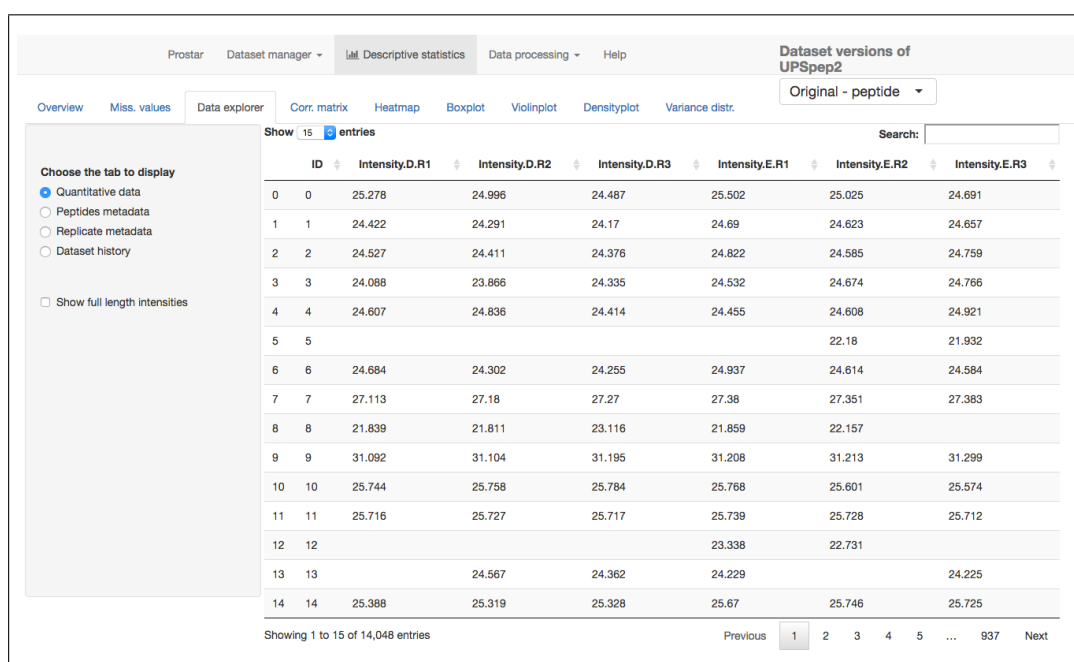 Prostar Dataset manager Descriptive statistics Data processing Help
Dataset versions of
UPSpep2
Original - peptide
Overview Miss. values Data explorer Corr. matrix Heatmap Boxplot Violinplot Densityplot Variance distr.
Choose the tab to display
Quantitative data
Peptides metadata
Replicate metadata
Dataset history
Show full length intensities
Show 15 entries
Search:
ID Intensity.D.R1 Intensity.D.R2 Intensity.D.R3 Intensity.E.R1 Intensity.E.R2 Intensity.E.R3
0 0 25.278 24.996 24.487 25.502 25.025 24.691
1 1 24.422 24.291 24.17 24.69 24.623 24.657
2 2 24.527 24.411 24.376 24.822 24.585 24.759
3 3 24.088 23.866 24.335 24.532 24.674 24.766
4 4 24.607 24.836 24.414 24.455 24.608 24.921
5 5 22.18 21.932
6 6 24.684 24.302 24.255 24.937 24.614 24.584
7 7 27.113 27.18 27.27 27.38 27.351 27.383
8 8 21.839 21.811 23.116 21.859 22.157
9 9 31.092 31.104 31.195 31.208 31.213 31.299
10 10 25.744 25.758 25.784 25.768 25.601 25.574
11 11 25.716 25.727 25.717 25.739 25.728 25.712
12 12 23.338 22.731
13 13 24.567 24.362 24.229 24.225
14 14 25.388 25.319 25.328 25.67 25.746 25.725
Showing 1 to 15 of 14,048 entries
Previous 1 2 3 4 5 ... 937 Next